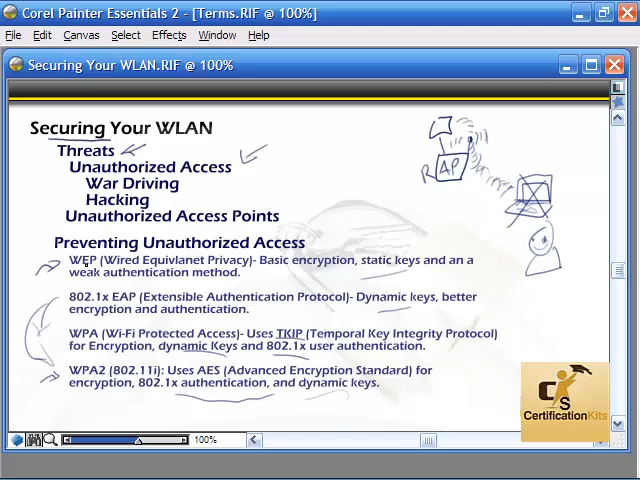 Corel Painter Essentials 2 - [Terms.RIF @ 100%]
File Edit Canvas Select Effects Window Help
Securing Your WLAN.RIF @ 100%
Securing Your WLAN
Threats
Unauthorized Access
War Driving
Hacking
Unauthorized Access Points
Preventing Unauthorized Access
WEP (Wired Equivlanet Privacy)- Basic encryption, static keys and an a
weak authentication method.
802.1x EAP (Extensible Authentication Protocol)- Dynamic keys, better
encryption and authentication.
WPA (Wi-Fi Protected Access)- Uses TKIP (Temporal Key Integrity Protocol)
for Encryption, dynamic Keys and 802.1x user authentication.
WPA2 (802.11i): Uses AES (Advanced Encryption Standard) for
encryption, 802.1x authentication, and dynamic keys.
R AP
CS
CertificationKits
100%